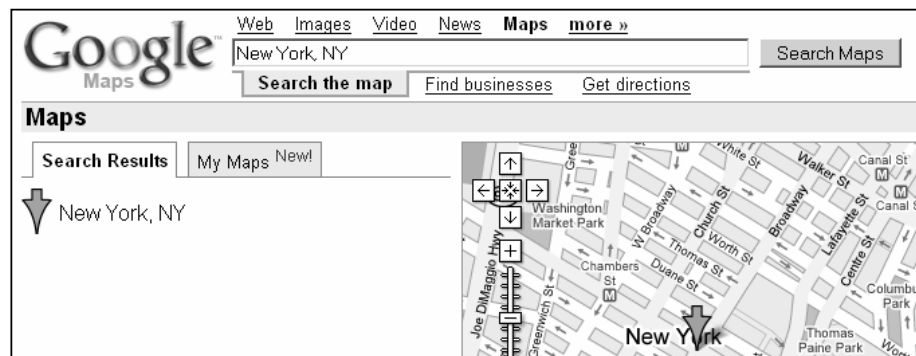 Web Images Video News Maps more »
Google™
Maps
New York, NY
Search Maps
Search the map Find businesses Get directions
Maps
Search Results My Maps New!
New York, NY
Joe DiMaggio Hwy
Greenwich St
Washington
Market Park
Chambers
St
M
W Broadway
Church St
Thomas St
Duane St
Worth St
White St
Walker St
Broadway
Lafayette St
Centre St
Canal St
M
M
M
Canal S
Columbu
Park
Thomas
Paine Park
New York